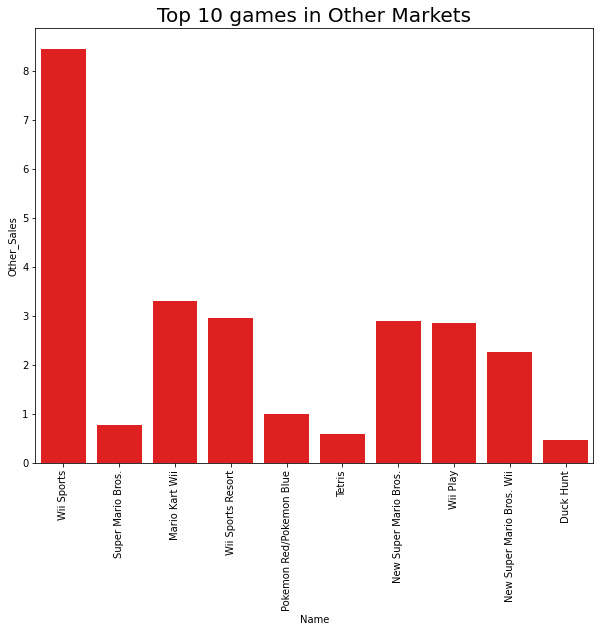 Top 10 games in Other Markets
Other_Sales
8
7
6
5
4
3
2
1
0
Wii Sports
Super Mario Bros.
Mario Kart Wii
Wii Sports Resort
Pokemon Red/Pokemon Blue
Tetris
New Super Mario Bros.
Wii Play
New Super Mario Bros. Wii
Duck Hunt
Name